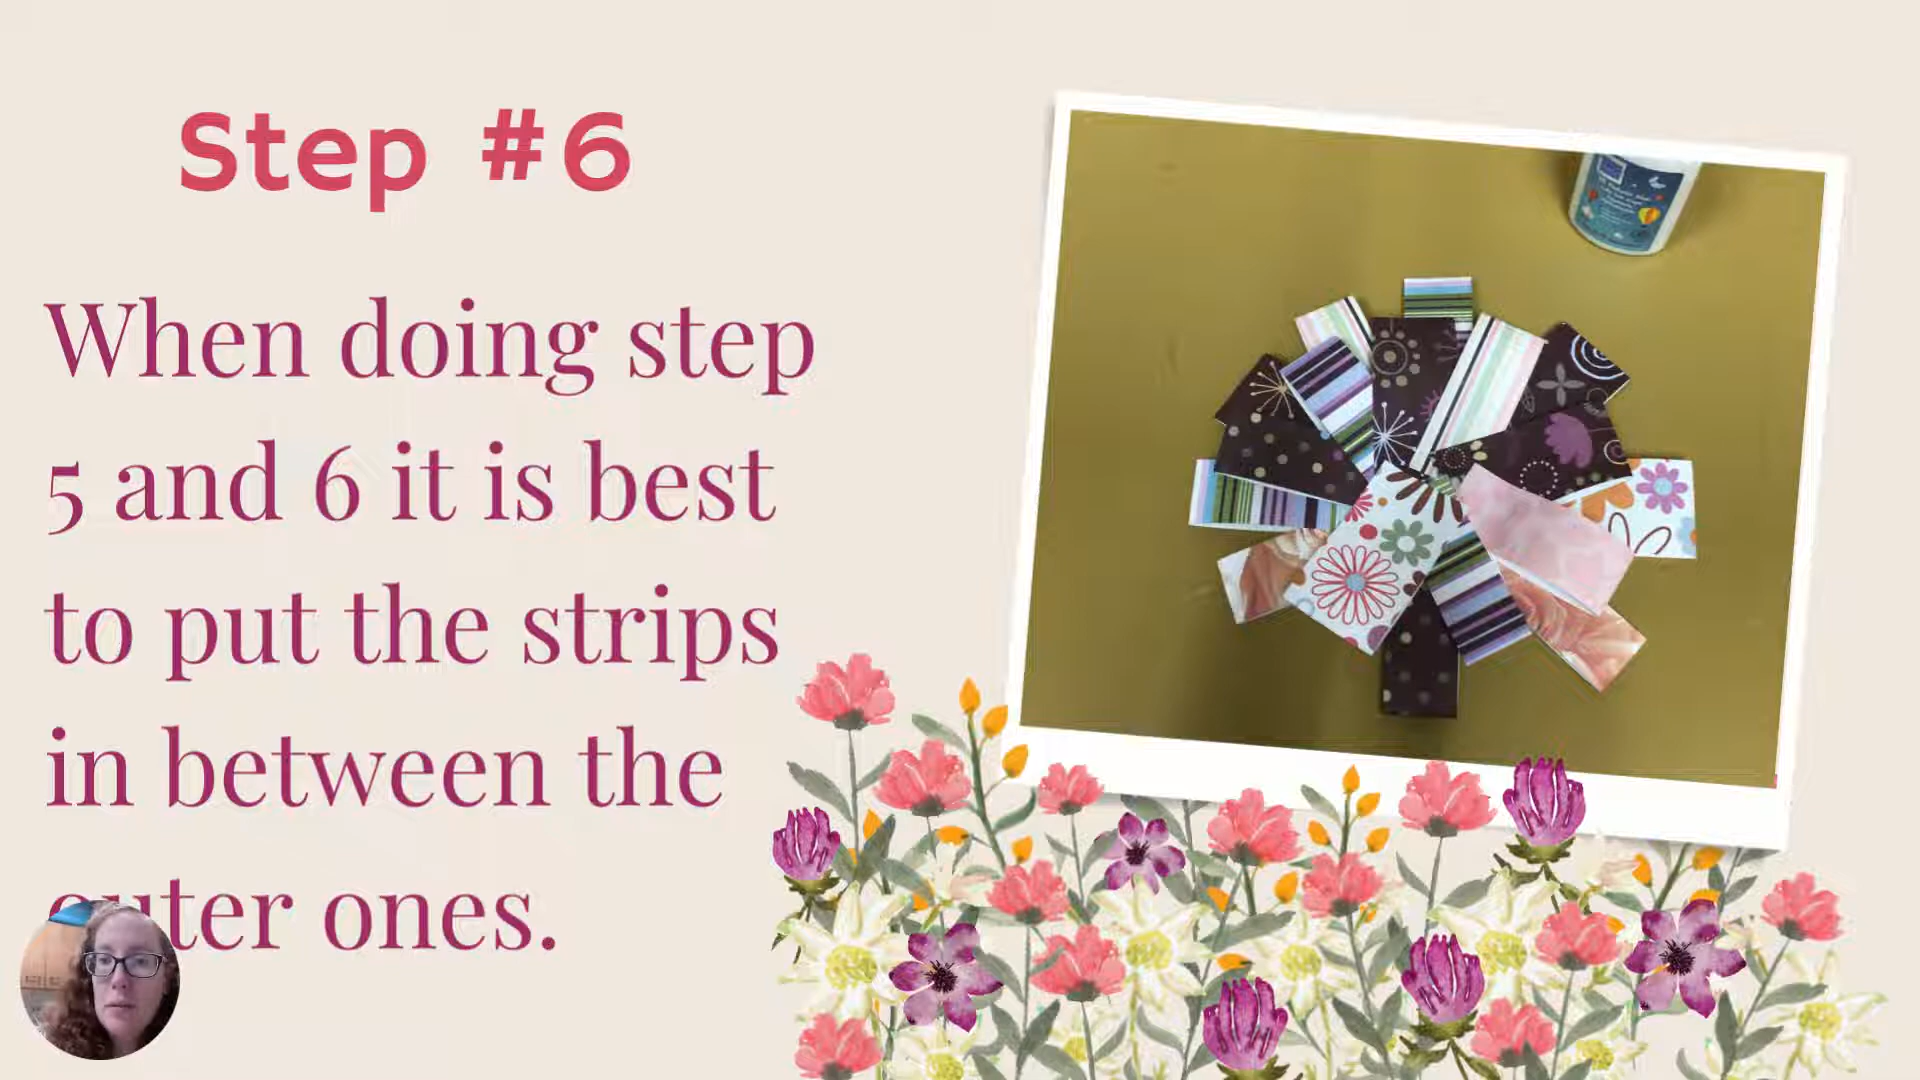 Step #6
When doing step
5 and 6 it is best
to put the strips
in between the
outer ones.